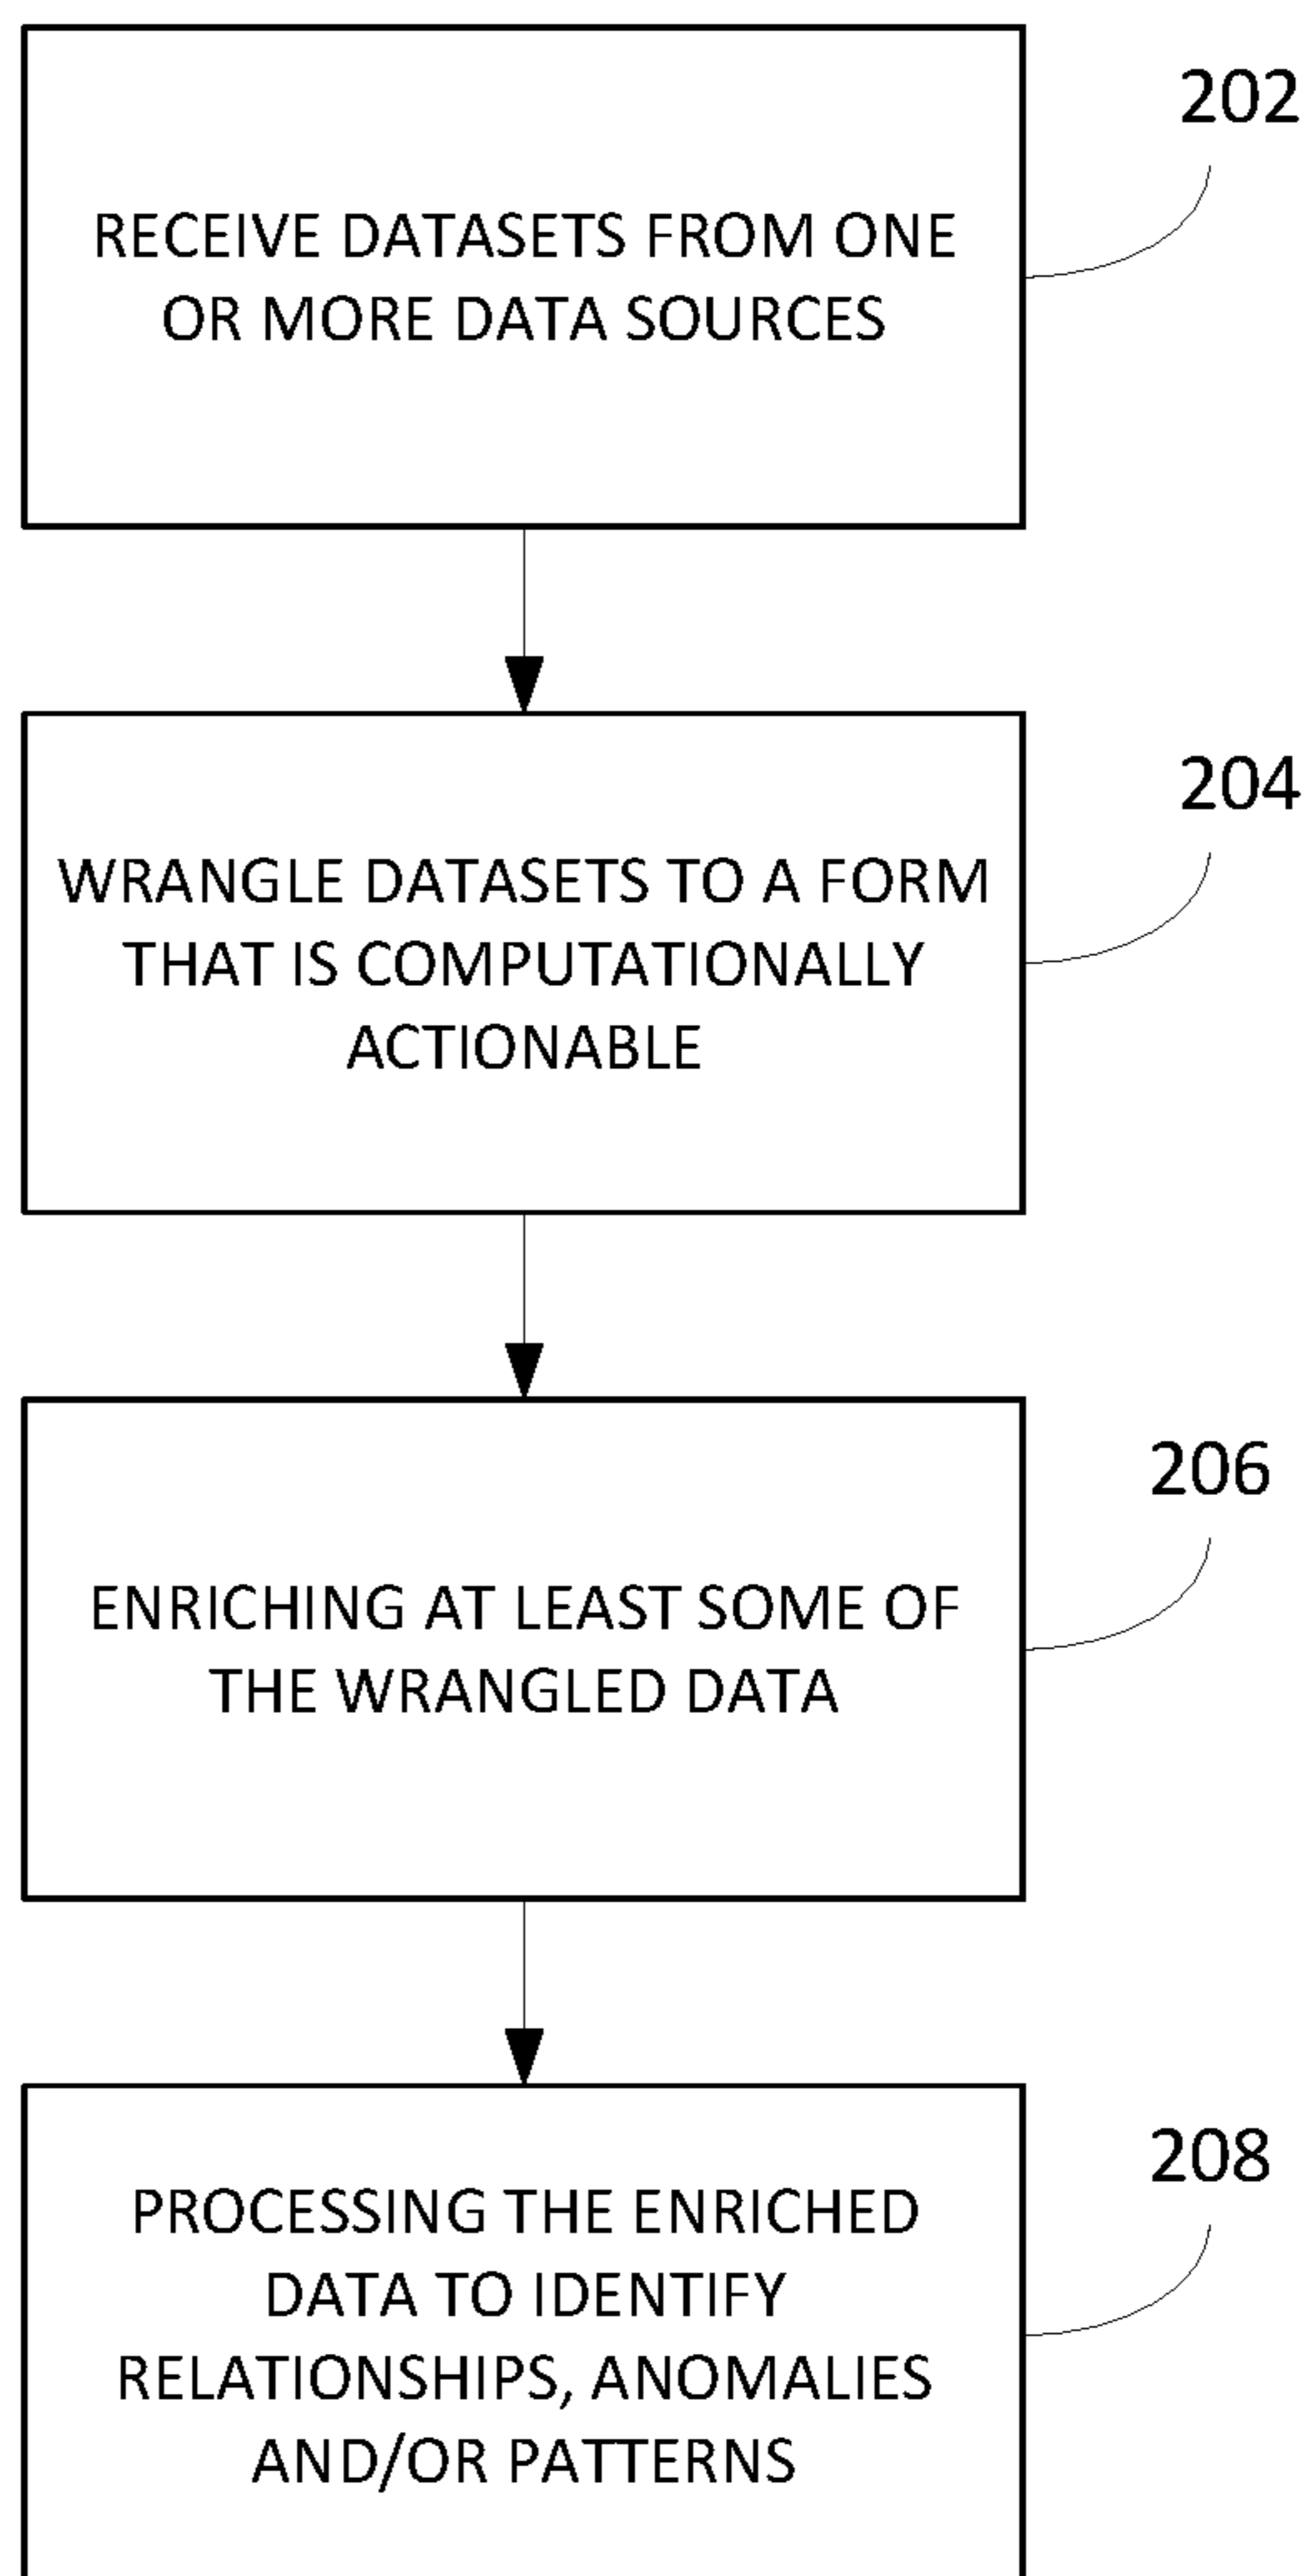 202
RECEIVE DATASETS FROM ONE
OR MORE DATA SOURCES
204
WRANGLE DATASETS TO A FORM
THAT IS COMPUTATIONALLY
ACTIONABLE
206
ENRICHING AT LEAST SOME OF
THE WRANGLED DATA
208
PROCESSING THE ENRICHED
DATA TO IDENTIFY
RELATIONSHIPS, ANOMALIES
AND/OR PATTERNS